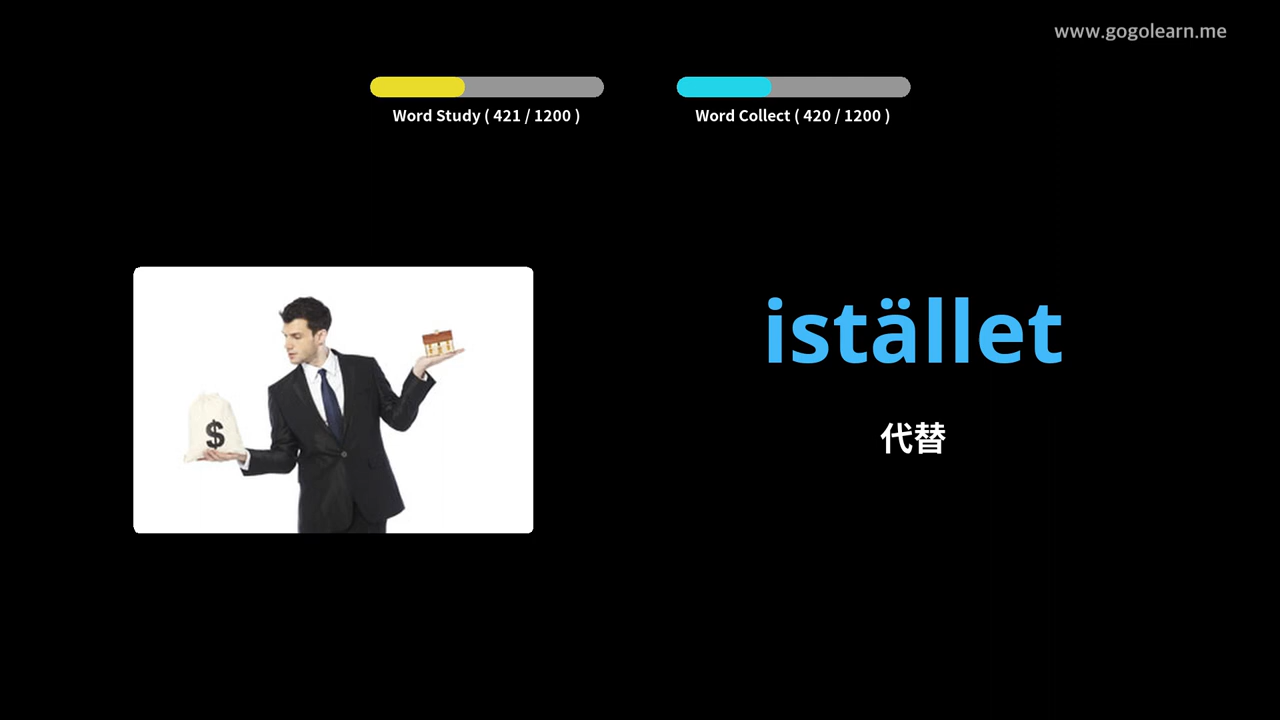 www.gogolearn.me
Word Study ( 421 / 1200 )
Word Collect ( 420 / 1200 )
istället
代替
$